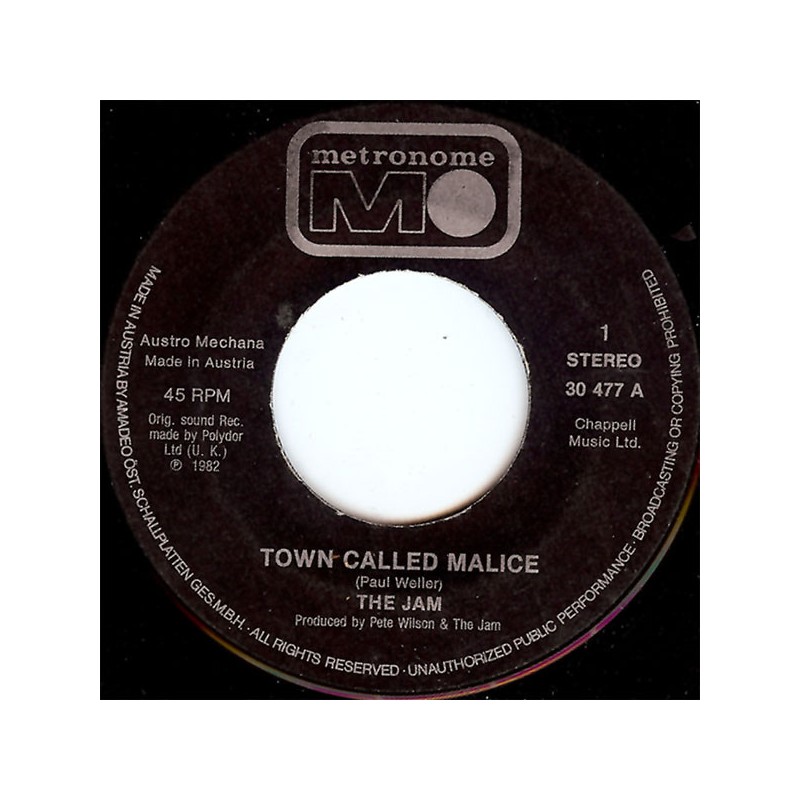 metronome
MO
Austro Mechana
Made in Austria
45 RPM
Orig. sound Rec.
made by Polydor
Ltd (U. K.)
℗ 1982
1
STEREO
30 477 A
Chappell
Music Ltd.
TOWN CALLED MALICE
(Paul Weller)
THE JAM
Produced by Pete Wilson & The Jam
MADE IN AUSTRIA BY AMADEO ÖST. SCHALLPLATTEN GES.M.B.H. · ALL RIGHTS RESERVED · UNAUTHORIZED PUBLIC PERFORMANCE · BROADCASTING OR COPYING PROHIBITED